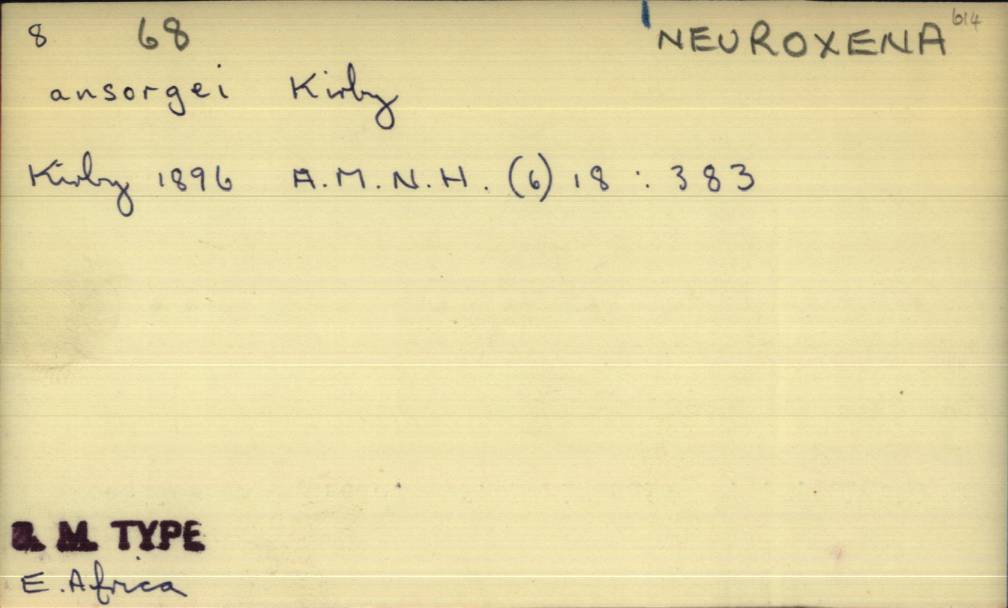 8 68 NEUROXENA 614
ansorgei Kirby
Kirby 1896 A.M.N.H. (6) 18 : 383
B. M. TYPE
E. Africa